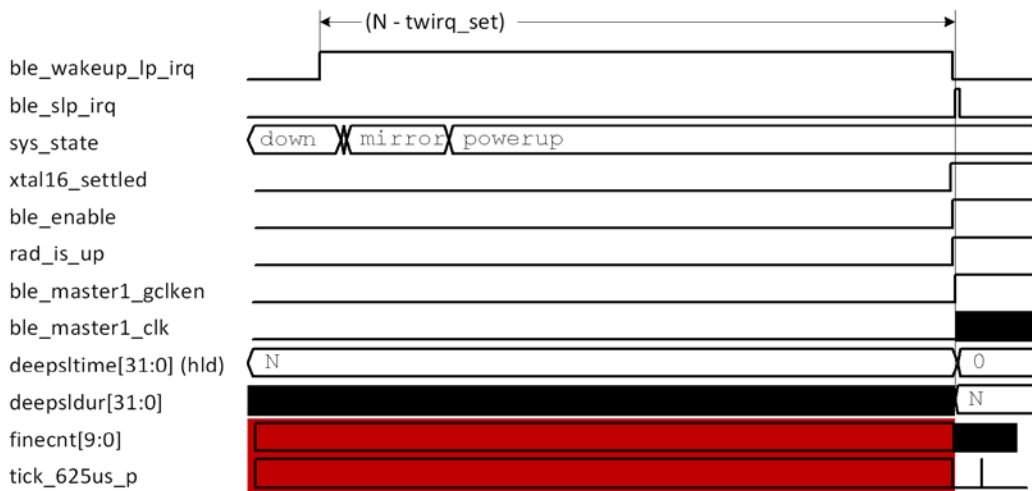 (N - twirq_set)
ble_wakeup_lp_irq
ble_slp_irq
sys_state down mirror powerup
xtal16_settled
ble_enable
rad_is_up
ble_master1_gclken
ble_master1_clk
deepsltime[31:0] (hld) N 0
deepsldur[31:0] N
finecnt[9:0]
tick_625us_p